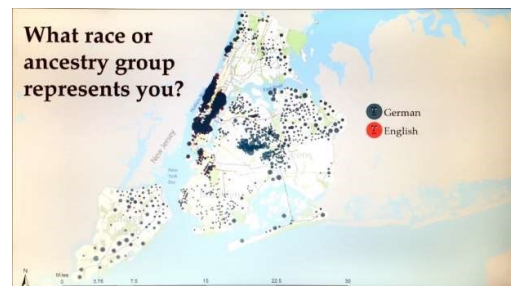 What race or
ancestry group
represents you?
German
English
New Jersey
N
Miles
0 3.75 7.5 15 22.5 30